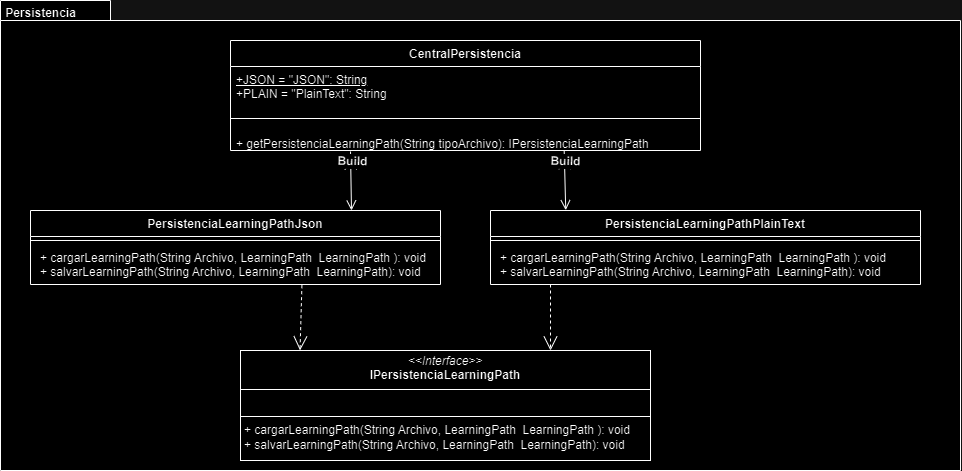 Persistencia
CentralPersistencia
+JSON = "JSON": String
+PLAIN = "PlainText": String
+ getPersistenciaLearningPath(String tipoArchivo): IPersistenciaLearningPath
Build
Build
PersistenciaLearningPathJson
+ cargarLearningPath(String Archivo, LearningPath LearningPath ): void
+ salvarLearningPath(String Archivo, LearningPath LearningPath): void
PersistenciaLearningPathPlainText
+ cargarLearningPath(String Archivo, LearningPath LearningPath ): void
+ salvarLearningPath(String Archivo, LearningPath LearningPath): void
<<Interface>>
IPersistenciaLearningPath
+ cargarLearningPath(String Archivo, LearningPath LearningPath ): void
+ salvarLearningPath(String Archivo, LearningPath LearningPath): void